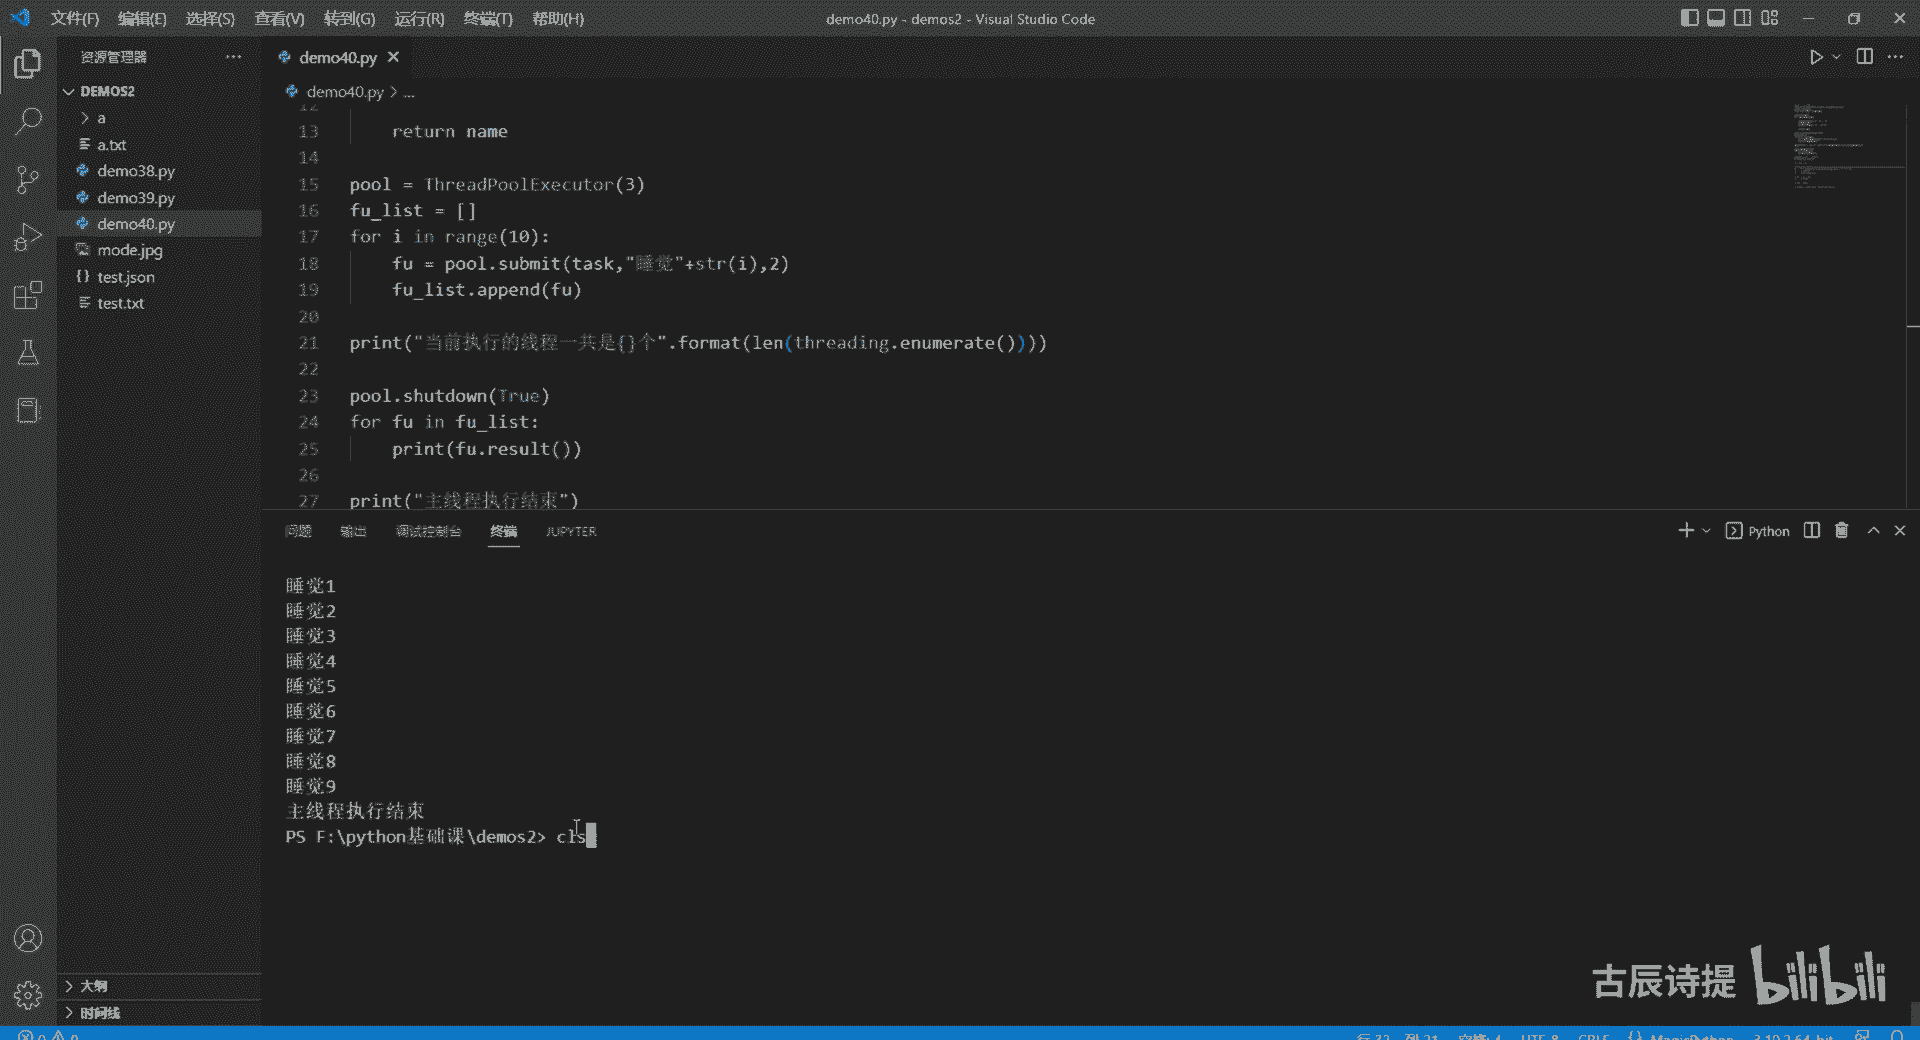 文件(F) 编辑(E) 选择(S) 查看(V) 转到(G) 运行(R) 终端(T) 帮助(H) demo40.py - demos2 - Visual Studio Code
资源管理器
DEMOS2
a
a.txt
demo38.py
demo39.py
demo40.py
mode.jpg
test.json
test.txt
大纲
时间线
demo40.py
demo40.py > ...
12
13 return name
14
15 pool = ThreadPoolExecutor(3)
16 fu_list = []
17 for i in range(10):
18 fu = pool.submit(task,"睡觉"+str(i),2)
19 fu_list.append(fu)
20
21 print("当前执行的线程一共是{}个".format(len(threading.enumerate())))
22
23 pool.shutdown(True)
24 for fu in fu_list:
25 print(fu.result())
26
27 print("主线程执行结束")
问题 输出 调试控制台 终端 JUPYTER Python
睡觉1
睡觉2
睡觉3
睡觉4
睡觉5
睡觉6
睡觉7
睡觉8
睡觉9
主线程执行结束
PS F:\python基础课\demos2> cls
古辰诗提 bilibili